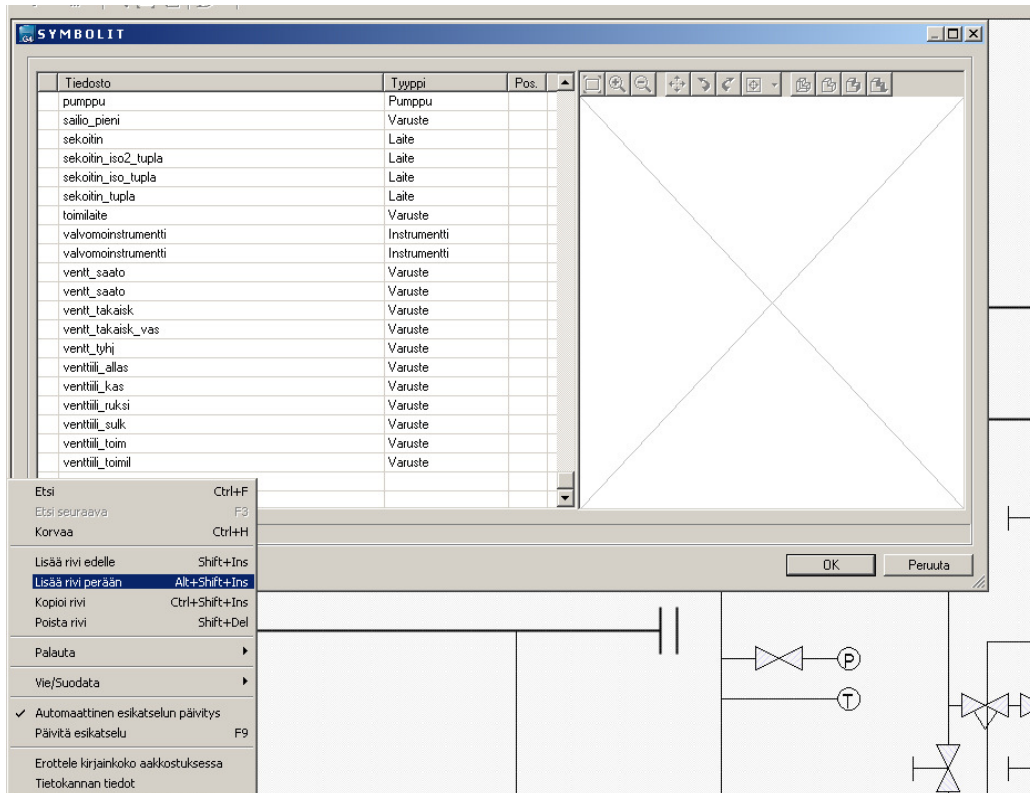 SYMBOLIT
Tiedosto Tyyppi Pos.
pumppu Pumppu
sailio_pieni Varuste
sekoitin Laite
sekoitin_iso2_tupla Laite
sekoitin_iso_tupla Laite
sekoitin_tupla Laite
toimilaite Varuste
valvomoinstrumentti Instrumentti
valvomoinstrumentti Instrumentti
ventt_saato Varuste
ventt_saato Varuste
ventt_takaisk Varuste
ventt_takaisk_vas Varuste
ventt_tyhj Varuste
venttiili_allas Varuste
venttiili_kas Varuste
venttiili_ruksi Varuste
venttiili_sulk Varuste
venttiili_toim Varuste
venttiili_toimil Varuste
Etsi Ctrl+F
Etsi seuraava F3
Korvaa Ctrl+H
Lisää rivi edelle Shift+Ins
Lisää rivi perään Alt+Shift+Ins
Kopioi rivi Ctrl+Shift+Ins
Poista rivi Shift+Del
Palauta
Vie/Suodata
Automaattinen esikatselun päivitys
Päivitä esikatselu F9
Erottele kirjainkoko aakkostuksessa
Tietokannan tiedot
OK Peruuta
P
T